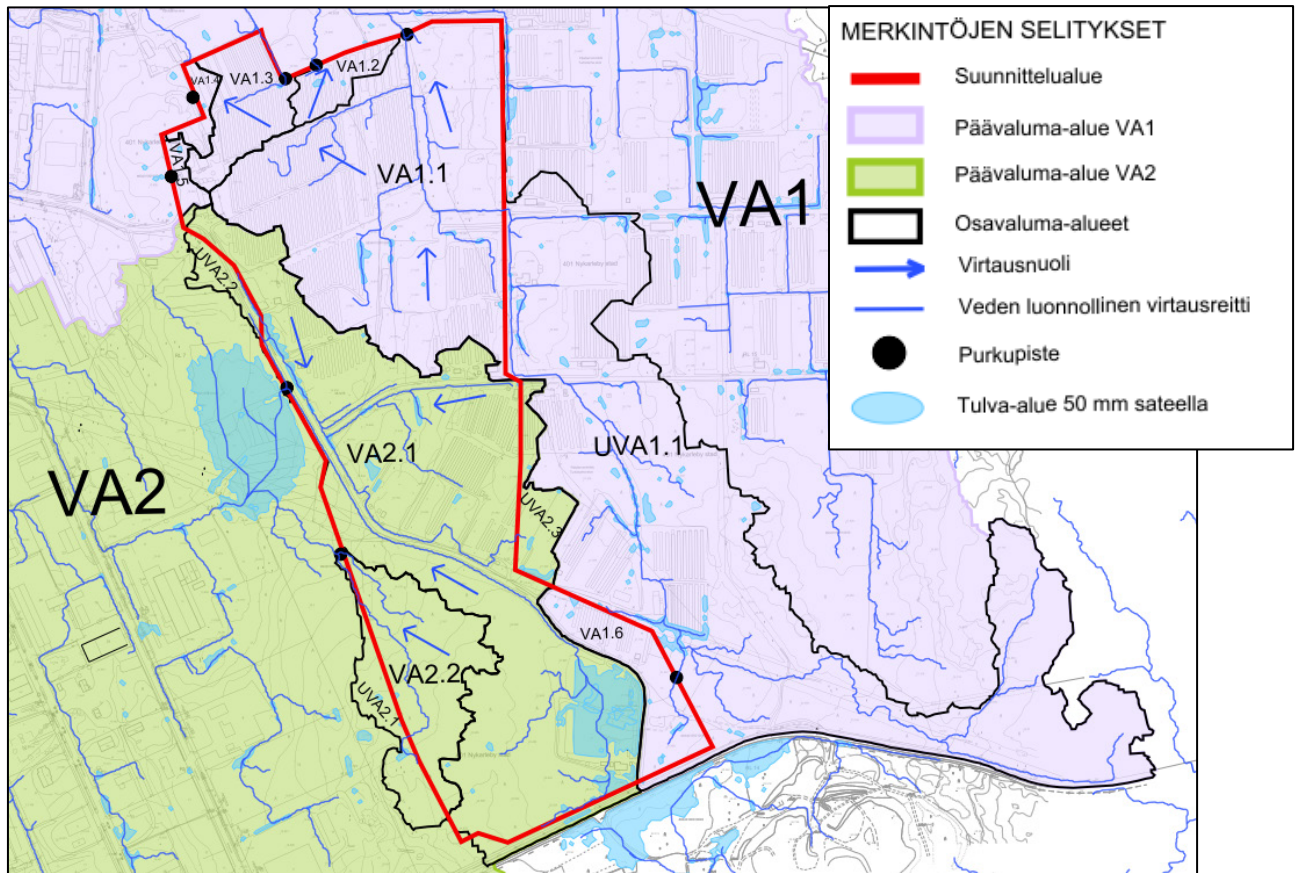 MERKINTÖJEN SELITYKSET
Suunnittelualue
Päävaluma-alue VA1
Päävaluma-alue VA2
Osavaluma-alueet
Virtausnuoli
Veden luonnollinen virtausreitti
Purkupiste
Tulva-alue 50 mm sateella
VA1.4
VA1.3
VA1.2
VA1.1
VA1
UVA2.2
VA2.1
UVA1.1
VA2
UVA2.3
VA1.6
VA2.2
UVA2.1